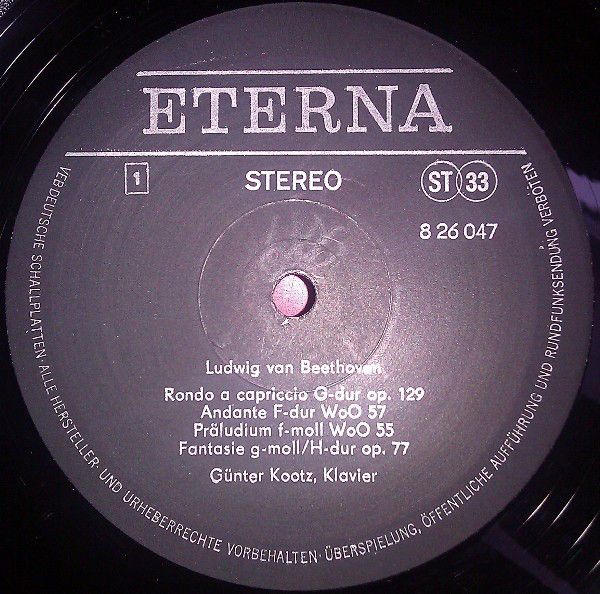 ETERNA
1
STEREO
ST 33
8 26 047
Ludwig van Beethoven
Rondo a capriccio G-dur op. 129
Andante F-dur WoO 57
Präludium f-moll WoO 55
Fantasie g-moll/H-dur op. 77
Günter Kootz, Klavier
VEB DEUTSCHE SCHALLPLATTEN · ALLE HERSTELLER- UND URHEBERRECHTE VORBEHALTEN · ÜBERSPIELUNG, ÖFFENTLICHE AUFFÜHRUNG UND RUNDFUNKSENDUNG VERBOTEN